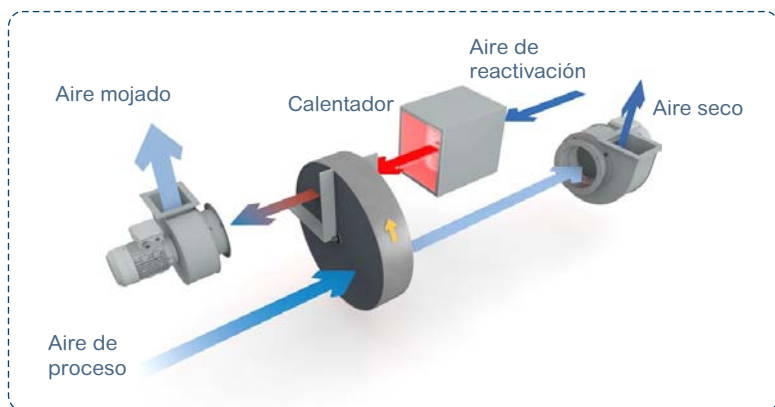 Aire de
reactivación
Aire mojado
Calentador
Aire seco
Aire de
proceso